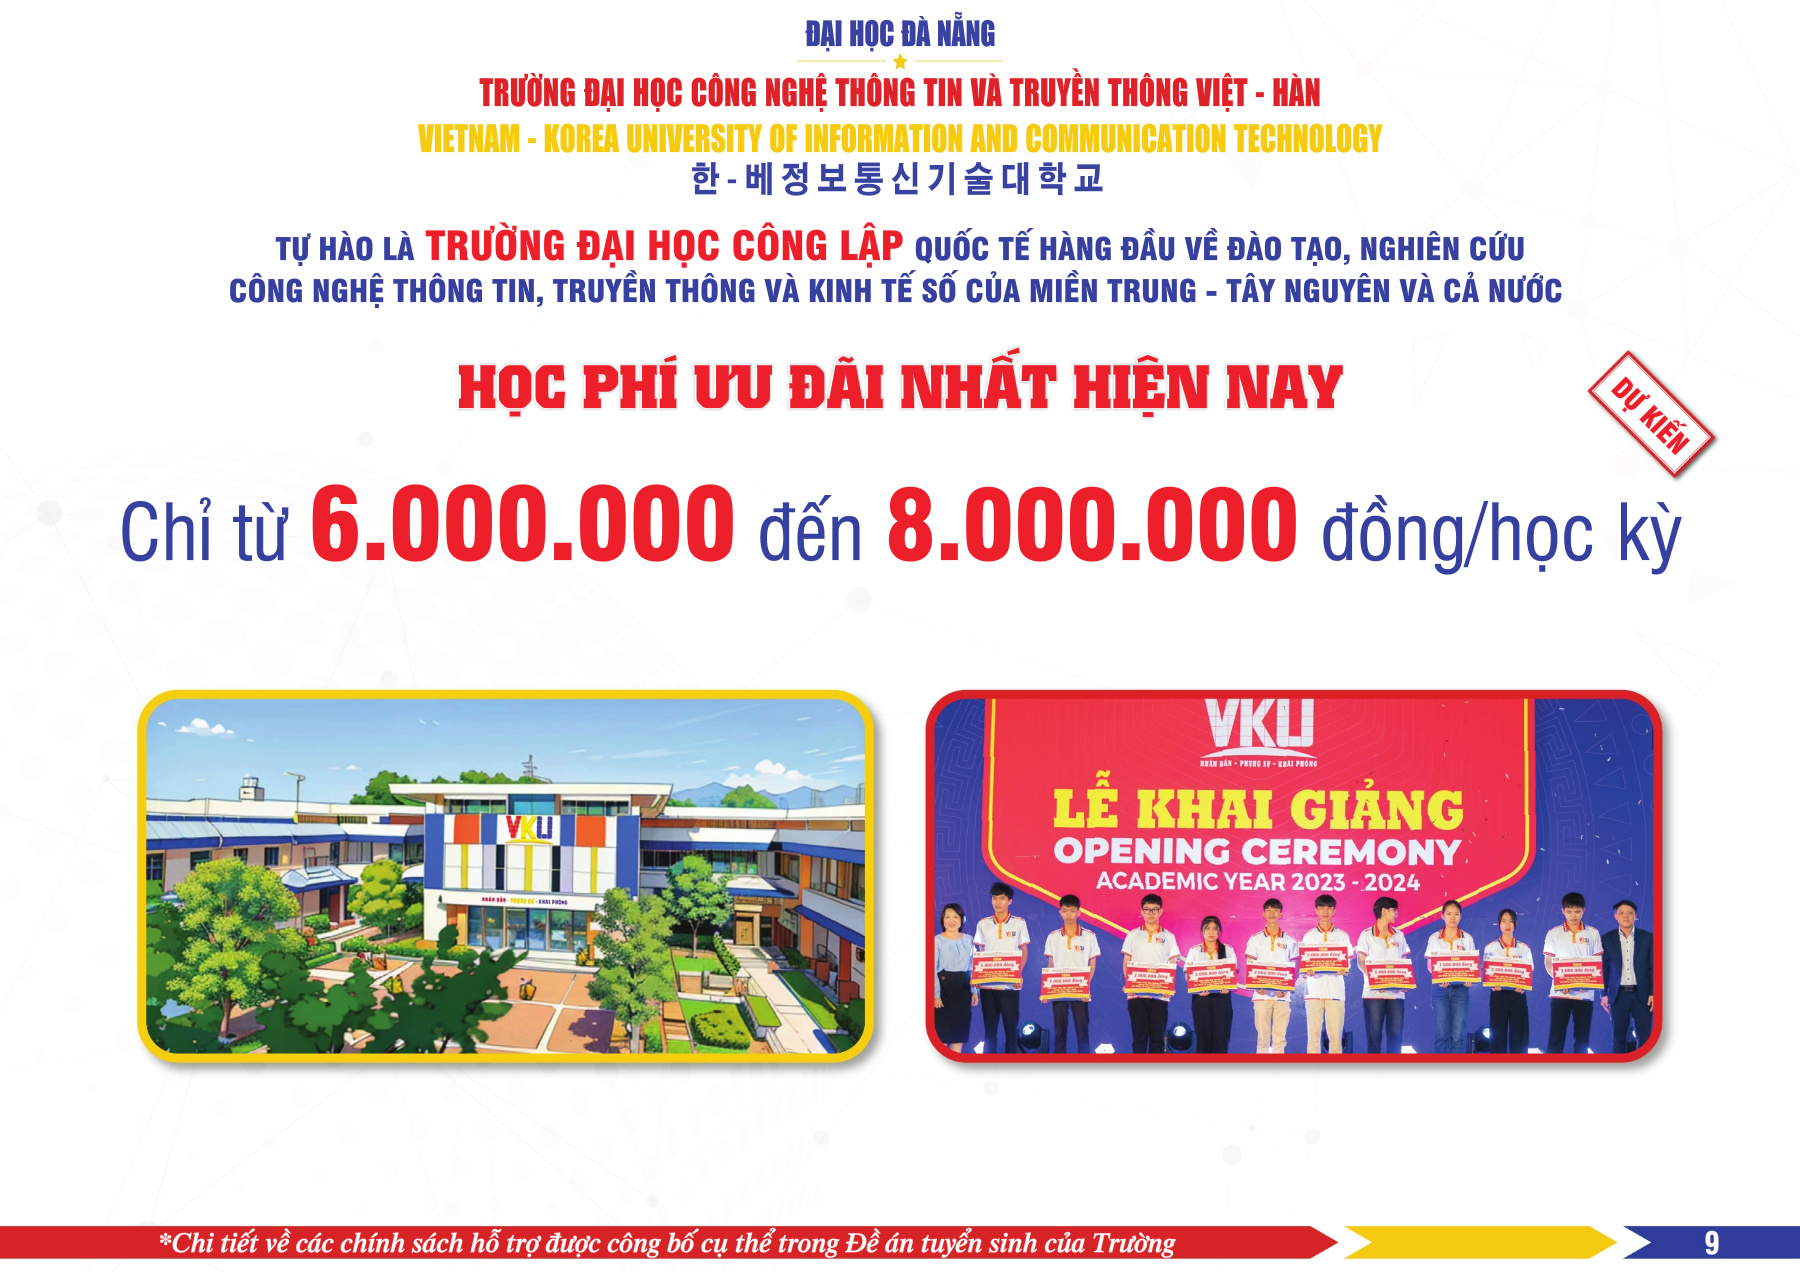 ĐẠI HỌC ĐÀ NẴNG
TRƯỜNG ĐẠI HỌC CÔNG NGHỆ THÔNG TIN VÀ TRUYỀN THÔNG VIỆT - HÀN
VIETNAM - KOREA UNIVERSITY OF INFORMATION AND COMMUNICATION TECHNOLOGY
한-베정보통신기술대학교
TỰ HÀO LÀ TRƯỜNG ĐẠI HỌC CÔNG LẬP QUỐC TẾ HÀNG ĐẦU VỀ ĐÀO TẠO, NGHIÊN CỨU
CÔNG NGHỆ THÔNG TIN, TRUYỀN THÔNG VÀ KINH TẾ SỐ CỦA MIỀN TRUNG - TÂY NGUYÊN VÀ CẢ NƯỚC
HỌC PHÍ ƯU ĐÃI NHẤT HIỆN NAY
DỰ KIẾN
Chỉ từ 6.000.000 đến 8.000.000 đồng/học kỳ
VKU
NHÂN BẢN - PHỤNG SỰ - KHAI PHÓNG
VKU
NHÂN BẢN - PHỤNG SỰ - KHAI PHÓNG
LỄ KHAI GIẢNG
OPENING CEREMONY
ACADEMIC YEAR 2023 - 2024
*Chi tiết về các chính sách hỗ trợ được công bố cụ thể trong Đề án tuyển sinh của Trường
9